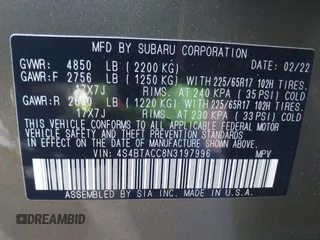 MFD. BY SUBARU CORPORATION 02/22
GVWR: 4850 LB (2200 KG)
GAWR:F 2756 LB (1250 KG) WITH 225/65R17 102H TIRES,
17X7J RIMS. AT 240 KPA ( 35 PSI) COLD
GAWR:R 2690 LB (1220 KG) WITH 225/65R17 102H TIRES,
17X7J RIMS. AT 230 KPA ( 33 PSI) COLD
THIS VEHICLE CONFORMS TO ALL APPLICABLE
FEDERAL MOTOR VEHICLE SAFETY AND THEFT
PREVENTION STANDARDS IN EFFECT ON THE
DATE OF MANUFACTURE SHOWN ABOVE.
VIN: 4S4BTACC8N3197996 MPV
ASSEMBLED BY SIA INC. MADE IN U.S.A.
DREAMBID